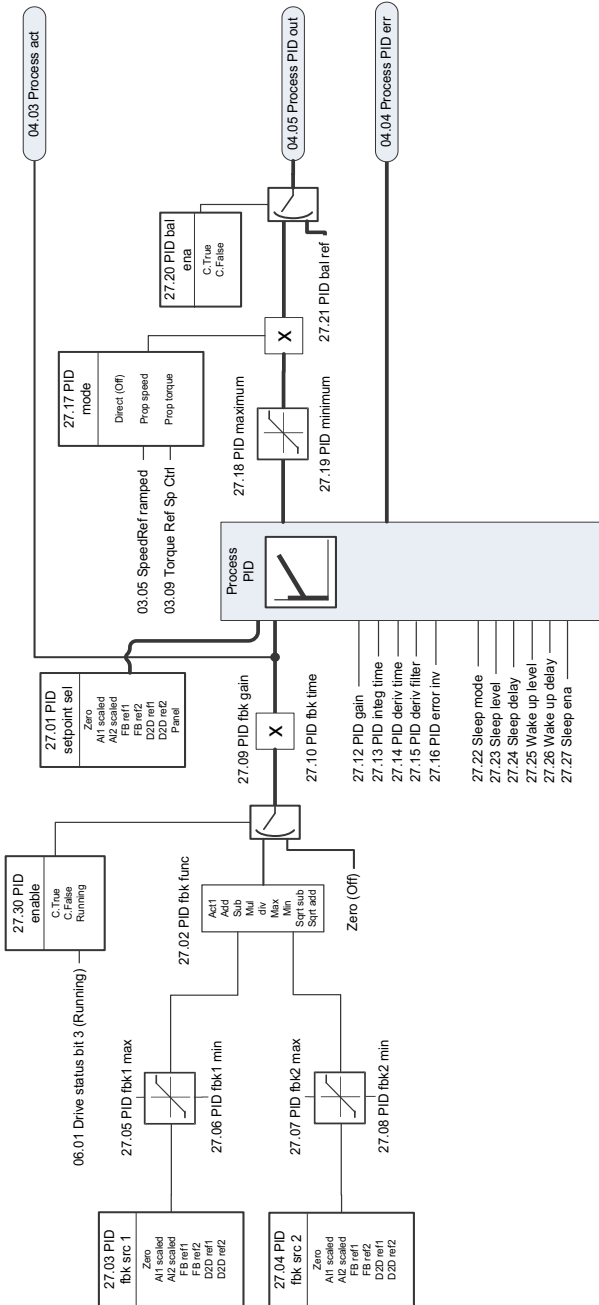 27.03 PID
fbk src 1
Zero
AI1 scaled
AI2 scaled
FB ref1
FB ref2
D2D ref1
D2D ref2
27.04 PID
fbk src 2
Zero
AI1 scaled
AI2 scaled
FB ref1
FB ref2
D2D ref1
D2D ref2
27.05 PID fbk1 max
27.06 PID fbk1 min
27.07 PID fbk2 max
27.08 PID fbk2 min
06.01 Drive status bit 3 (Running)
27.30 PID
enable
C.True
C.False
Running
27.02 PID fbk func
Act1
Add
Sub
Mul
div
Max
Min
Sqrt sub
Sqrt add
Zero (Off)
27.01 PID
setpoint sel
Zero
AI1 scaled
AI2 scaled
FB ref1
FB ref2
D2D ref1
D2D ref2
Panel
27.09 PID fbk gain
X
27.10 PID fbk time
27.12 PID gain
27.13 PID integ time
27.14 PID deriv time
27.15 PID deriv filter
27.16 PID error inv
27.22 Sleep mode
27.23 Sleep level
27.24 Sleep delay
27.25 Wake up level
27.26 Wake up delay
27.27 Sleep ena
Process
PID
03.05 SpeedRef ramped
03.09 Torque Ref Sp Ctrl
27.17 PID
mode
Direct (Off)
Prop speed
Prop torque
27.18 PID maximum
27.19 PID minimum
X
27.20 PID bal
ena
C.True
C.False
27.21 PID bal ref
04.03 Process act
04.05 Process PID out
04.04 Process PID err